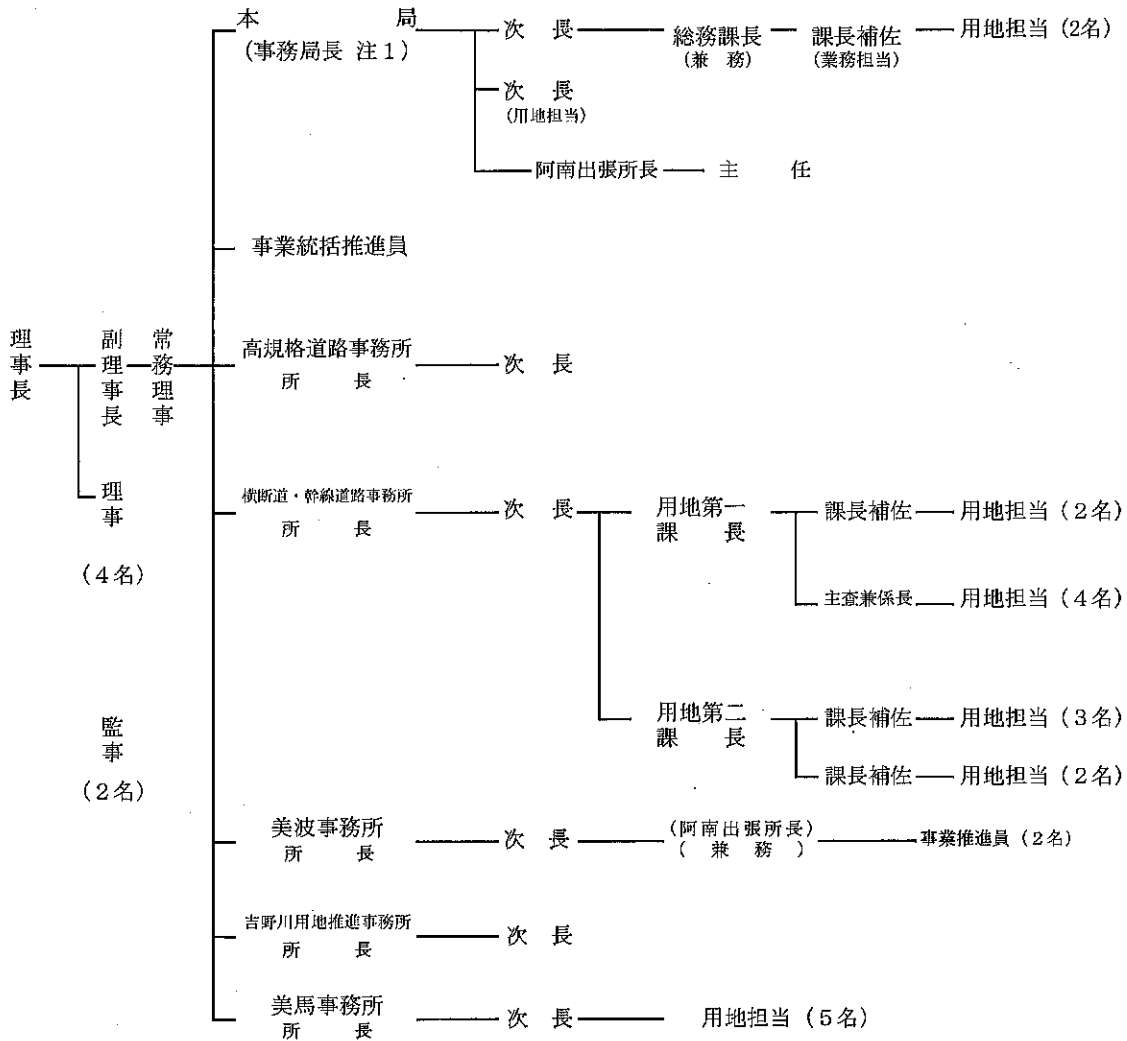 本局
(事務局長 注1)
次長
総務課長
(兼務)
課長補佐
(業務担当)
用地担当 (2名)
次長
(用地担当)
阿南出張所長
主任
事業統括推進員
理事長
副理事長
常務理事
理事
(4名)
監事
(2名)
高規格道路事務所
所長
次長
横断道・幹線道路事務所
所長
次長
用地第一
課長
課長補佐
用地担当 (2名)
主査兼係長
用地担当 (4名)
用地第二
課長
課長補佐
用地担当 (3名)
課長補佐
用地担当 (2名)
美波事務所
所長
次長
(阿南出張所長)
(兼務)
事業推進員 (2名)
吉野川用地推進事務所
所長
次長
美馬事務所
所長
次長
用地担当 (5名)